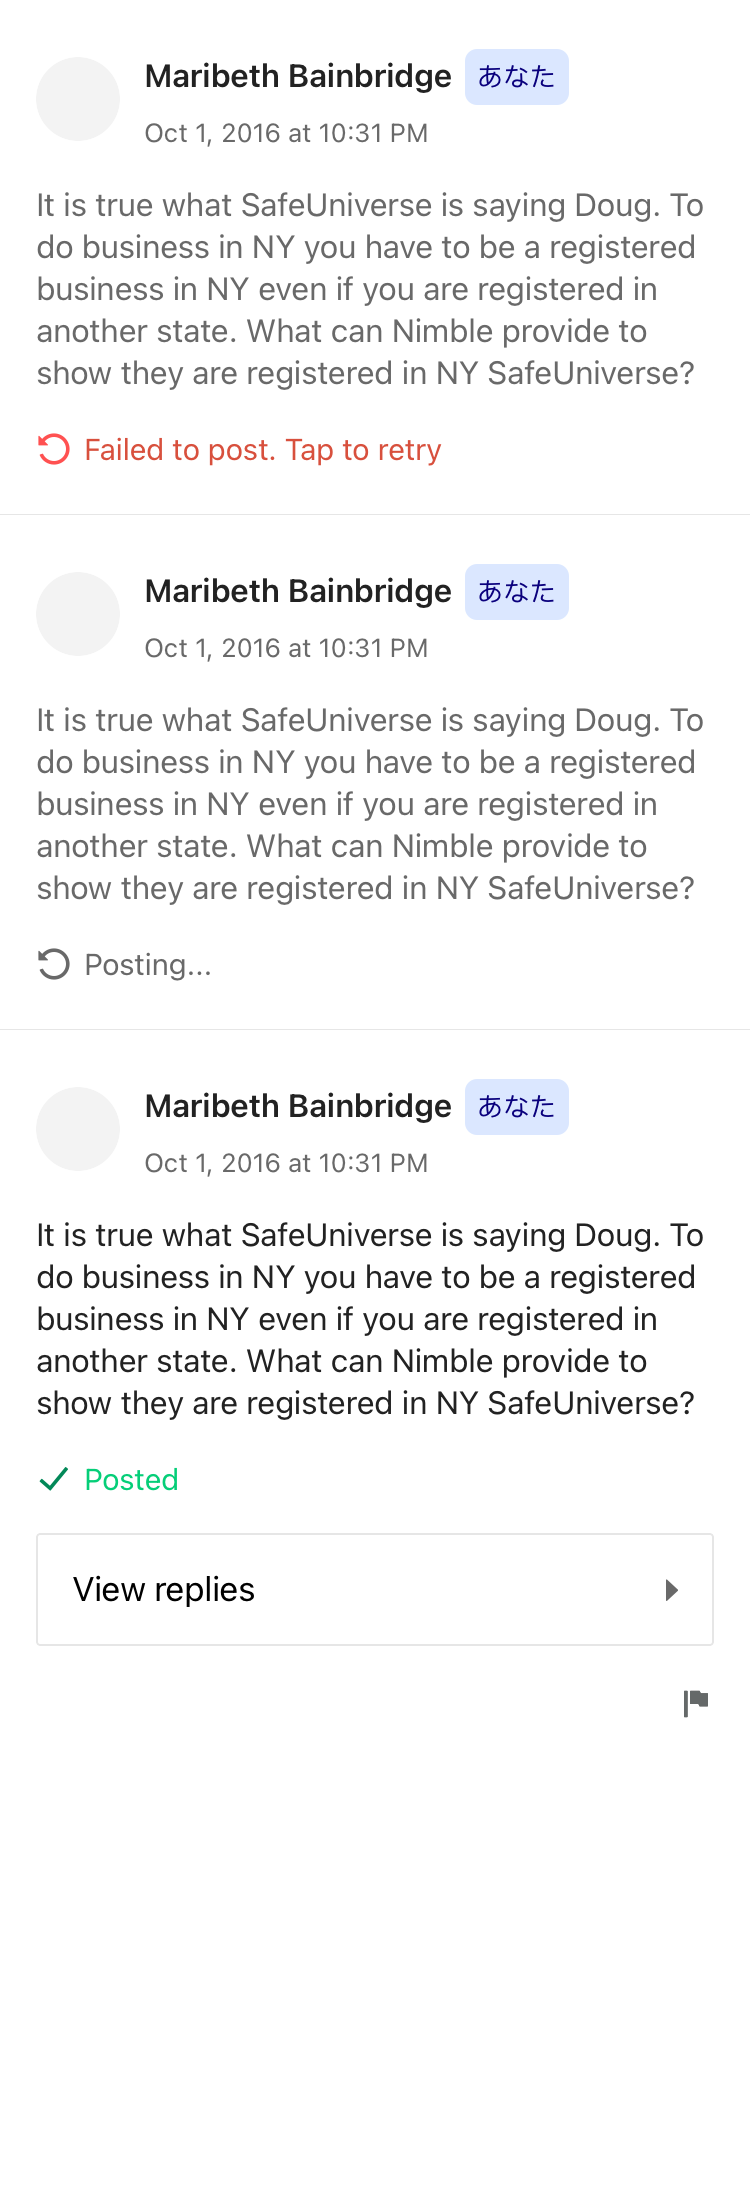 Maribeth Bainbridge あなた
Oct 1, 2016 at 10:31 PM
It is true what SafeUniverse is saying Doug. To
do business in NY you have to be a registered
business in NY even if you are registered in
another state. What can Nimble provide to
show they are registered in NY SafeUniverse?
Failed to post. Tap to retry
Maribeth Bainbridge あなた
Oct 1, 2016 at 10:31 PM
It is true what SafeUniverse is saying Doug. To
do business in NY you have to be a registered
business in NY even if you are registered in
another state. What can Nimble provide to
show they are registered in NY SafeUniverse?
Posting...
Maribeth Bainbridge あなた
Oct 1, 2016 at 10:31 PM
It is true what SafeUniverse is saying Doug. To
do business in NY you have to be a registered
business in NY even if you are registered in
another state. What can Nimble provide to
show they are registered in NY SafeUniverse?
Posted
View replies